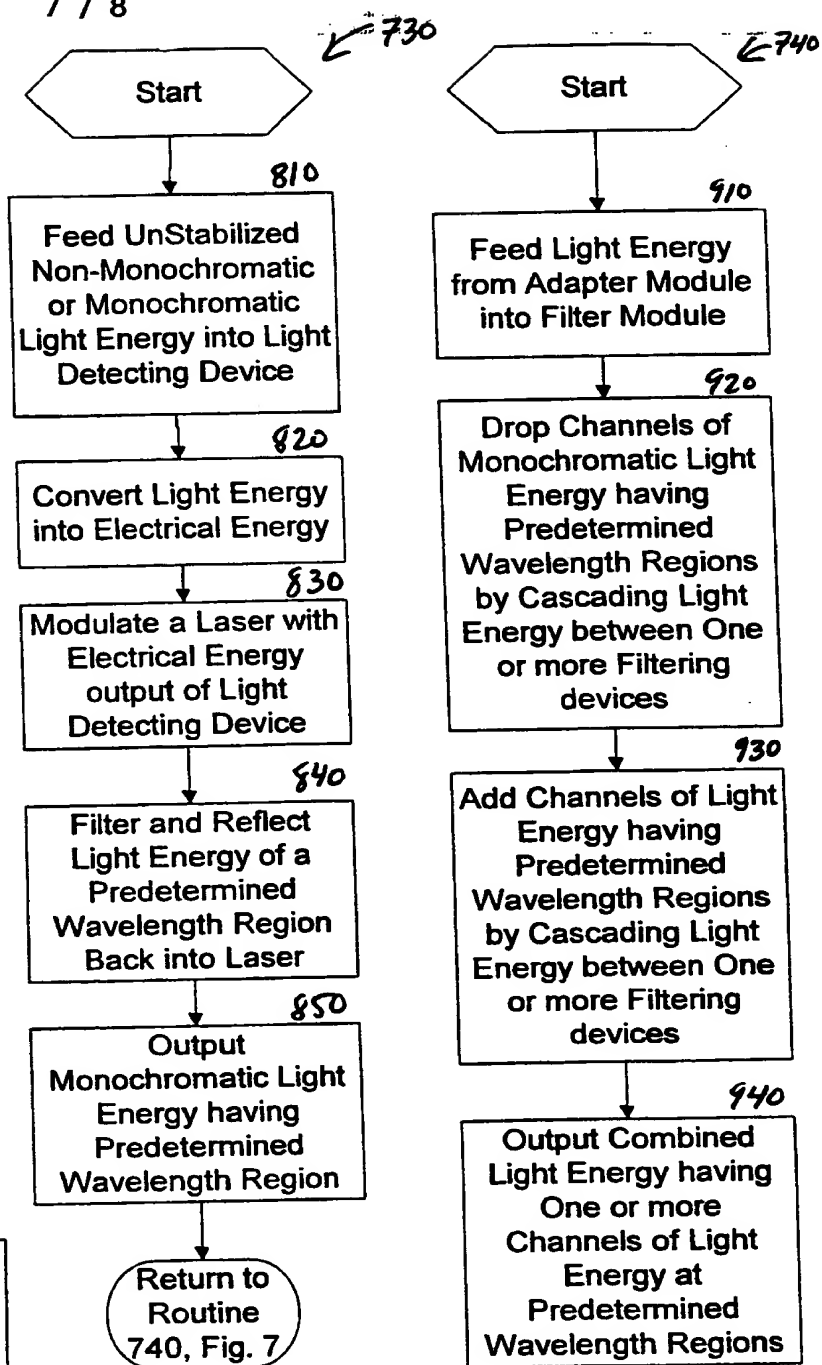 7 / 8
730
Start
810
Feed UnStabilized
Non-Monochromatic
or Monochromatic
Light Energy into Light
Detecting Device
820
Convert Light Energy
into Electrical Energy
830
Modulate a Laser with
Electrical Energy
output of Light
Detecting Device
840
Filter and Reflect
Light Energy of a
Predetermined
Wavelength Region
Back into Laser
850
Output
Monochromatic Light
Energy having
Predetermined
Wavelength Region
Return to
Routine
740, Fig. 7
740
Start
910
Feed Light Energy
from Adapter Module
into Filter Module
920
Drop Channels of
Monochromatic Light
Energy having
Predetermined
Wavelength Regions
by Cascading Light
Energy between One
or more Filtering
devices
930
Add Channels of Light
Energy having
Predetermined
Wavelength Regions
by Cascading Light
Energy between One
or more Filtering
devices
940
Output Combined
Light Energy having
One or more
Channels of Light
Energy at
Predetermined
Wavelength Regions